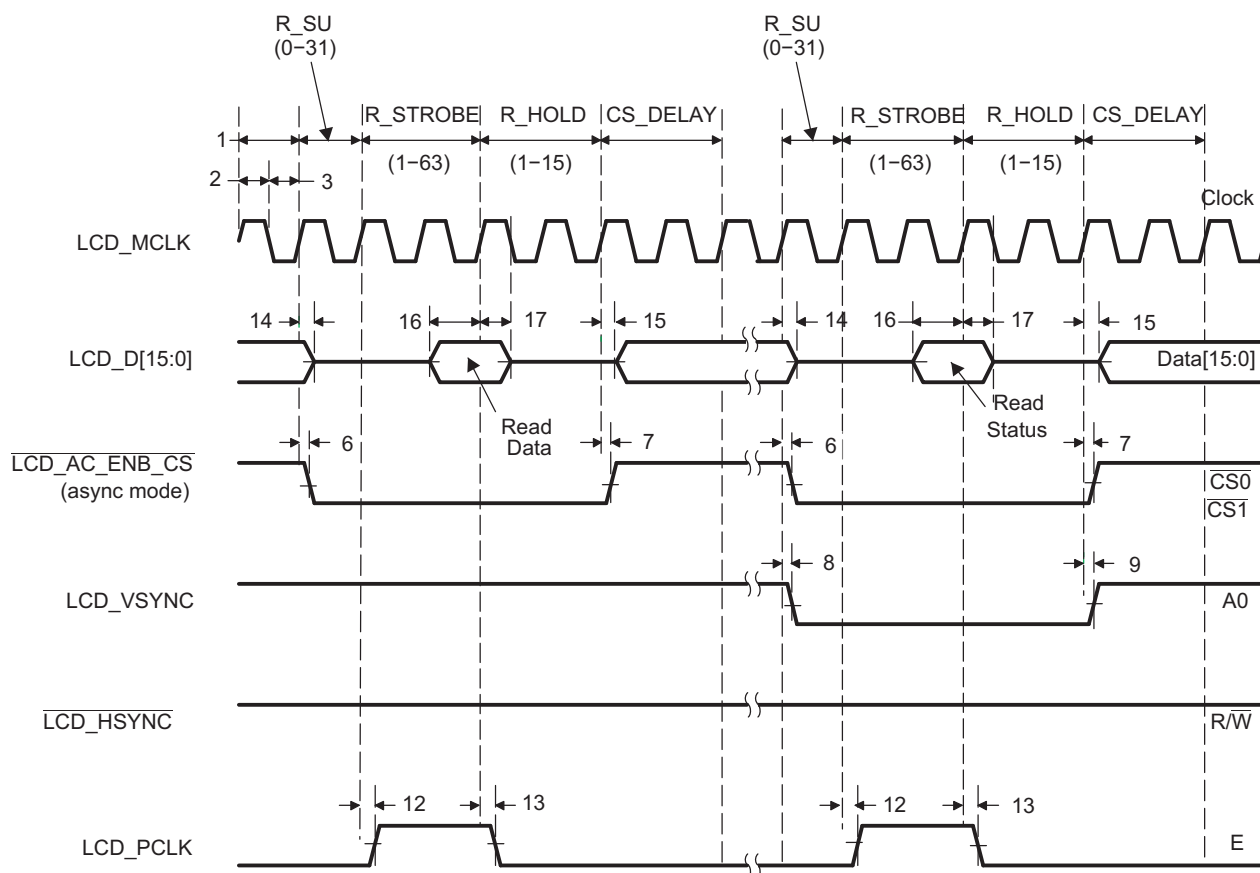 R_SU
(0−31)
R_SU
(0−31)
R_STROBE R_HOLD CS_DELAY R_STROBE R_HOLD CS_DELAY
1
(1−63) (1−15) (1−63) (1−15)
2 3
Clock
LCD_MCLK
14 16 17 15 14 16 17 15
LCD_D[15:0] Data[15:0]
Read
Data
Read
Status
6 7 6 7
LCD_AC_ENB_CS
(async mode)
CS0
CS1
8 9
LCD_VSYNC A0
LCD_HSYNC R/W
12 13 12 13
LCD_PCLK E